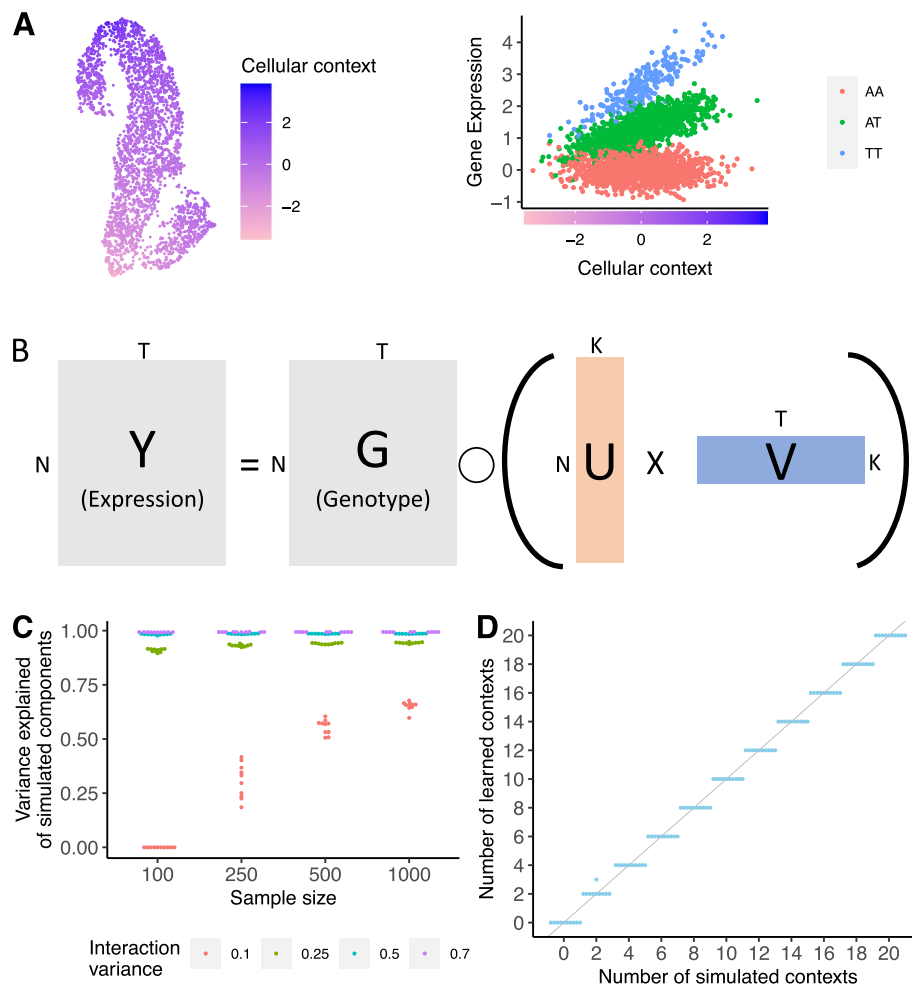 A
Cellular context
2
0
−2
Gene Expression
4
3
2
1
0
−1
−2
0
2
Cellular context
AA
AT
TT
B
T
N
Y
(Expression)
=
T
N
G
(Genotype)
K
N
U
X
T
V
K
C
Variance explained
of simulated components
1.00
0.75
0.50
0.25
0.00
100
250
500
1000
Sample size
Interaction
variance
0.1
0.25
0.5
0.7
D
Number of learned contexts
20
18
16
14
12
10
8
6
4
2
0
0 2 4 6 8 10 12 14 16 18 20
Number of simulated contexts